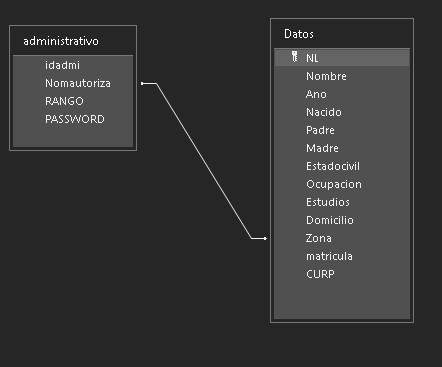 administrativo
idadmi
Nomautoriza
RANGO
PASSWORD
Datos
NL
Nombre
Ano
Nacido
Padre
Madre
Estadocivil
Ocupacion
Estudios
Domicilio
Zona
matricula
CURP